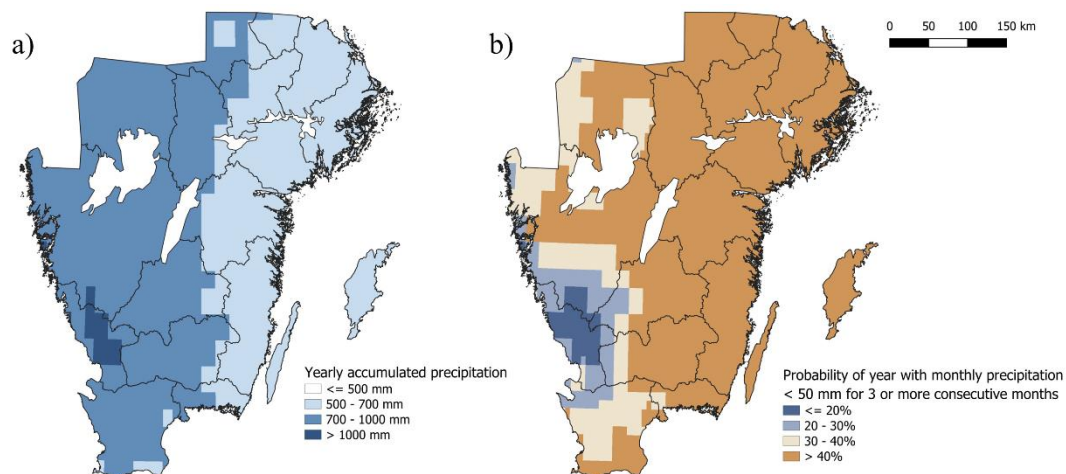 a)
b)
0 50 100 150 km
Yearly accumulated precipitation
<= 500 mm
500 - 700 mm
700 - 1000 mm
> 1000 mm
Probability of year with monthly precipitation
< 50 mm for 3 or more consecutive months
<= 20%
20 - 30%
30 - 40%
> 40%